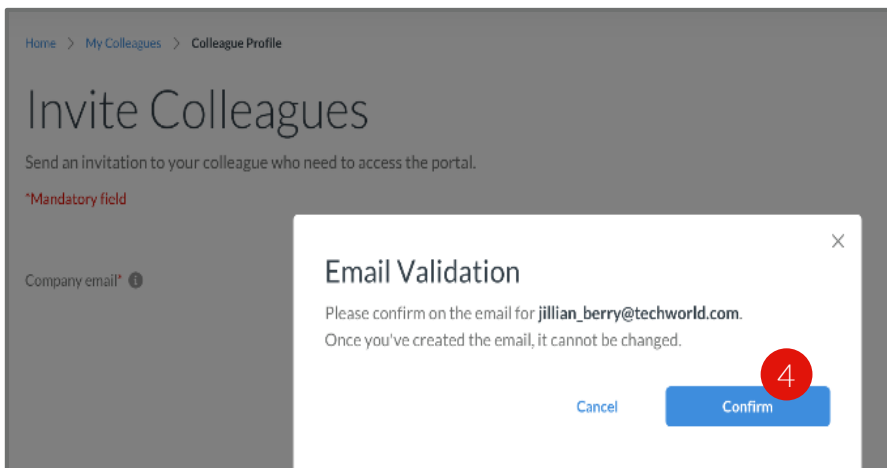 Home > My Colleagues > Colleague Profile
Invite Colleagues
Send an invitation to your colleague who need to access the portal.
*Mandatory field
Company email*
Email Validation
Please confirm on the email for jillian_berry@techworld.com.
Once you've created the email, it cannot be changed.
4
Cancel Confirm